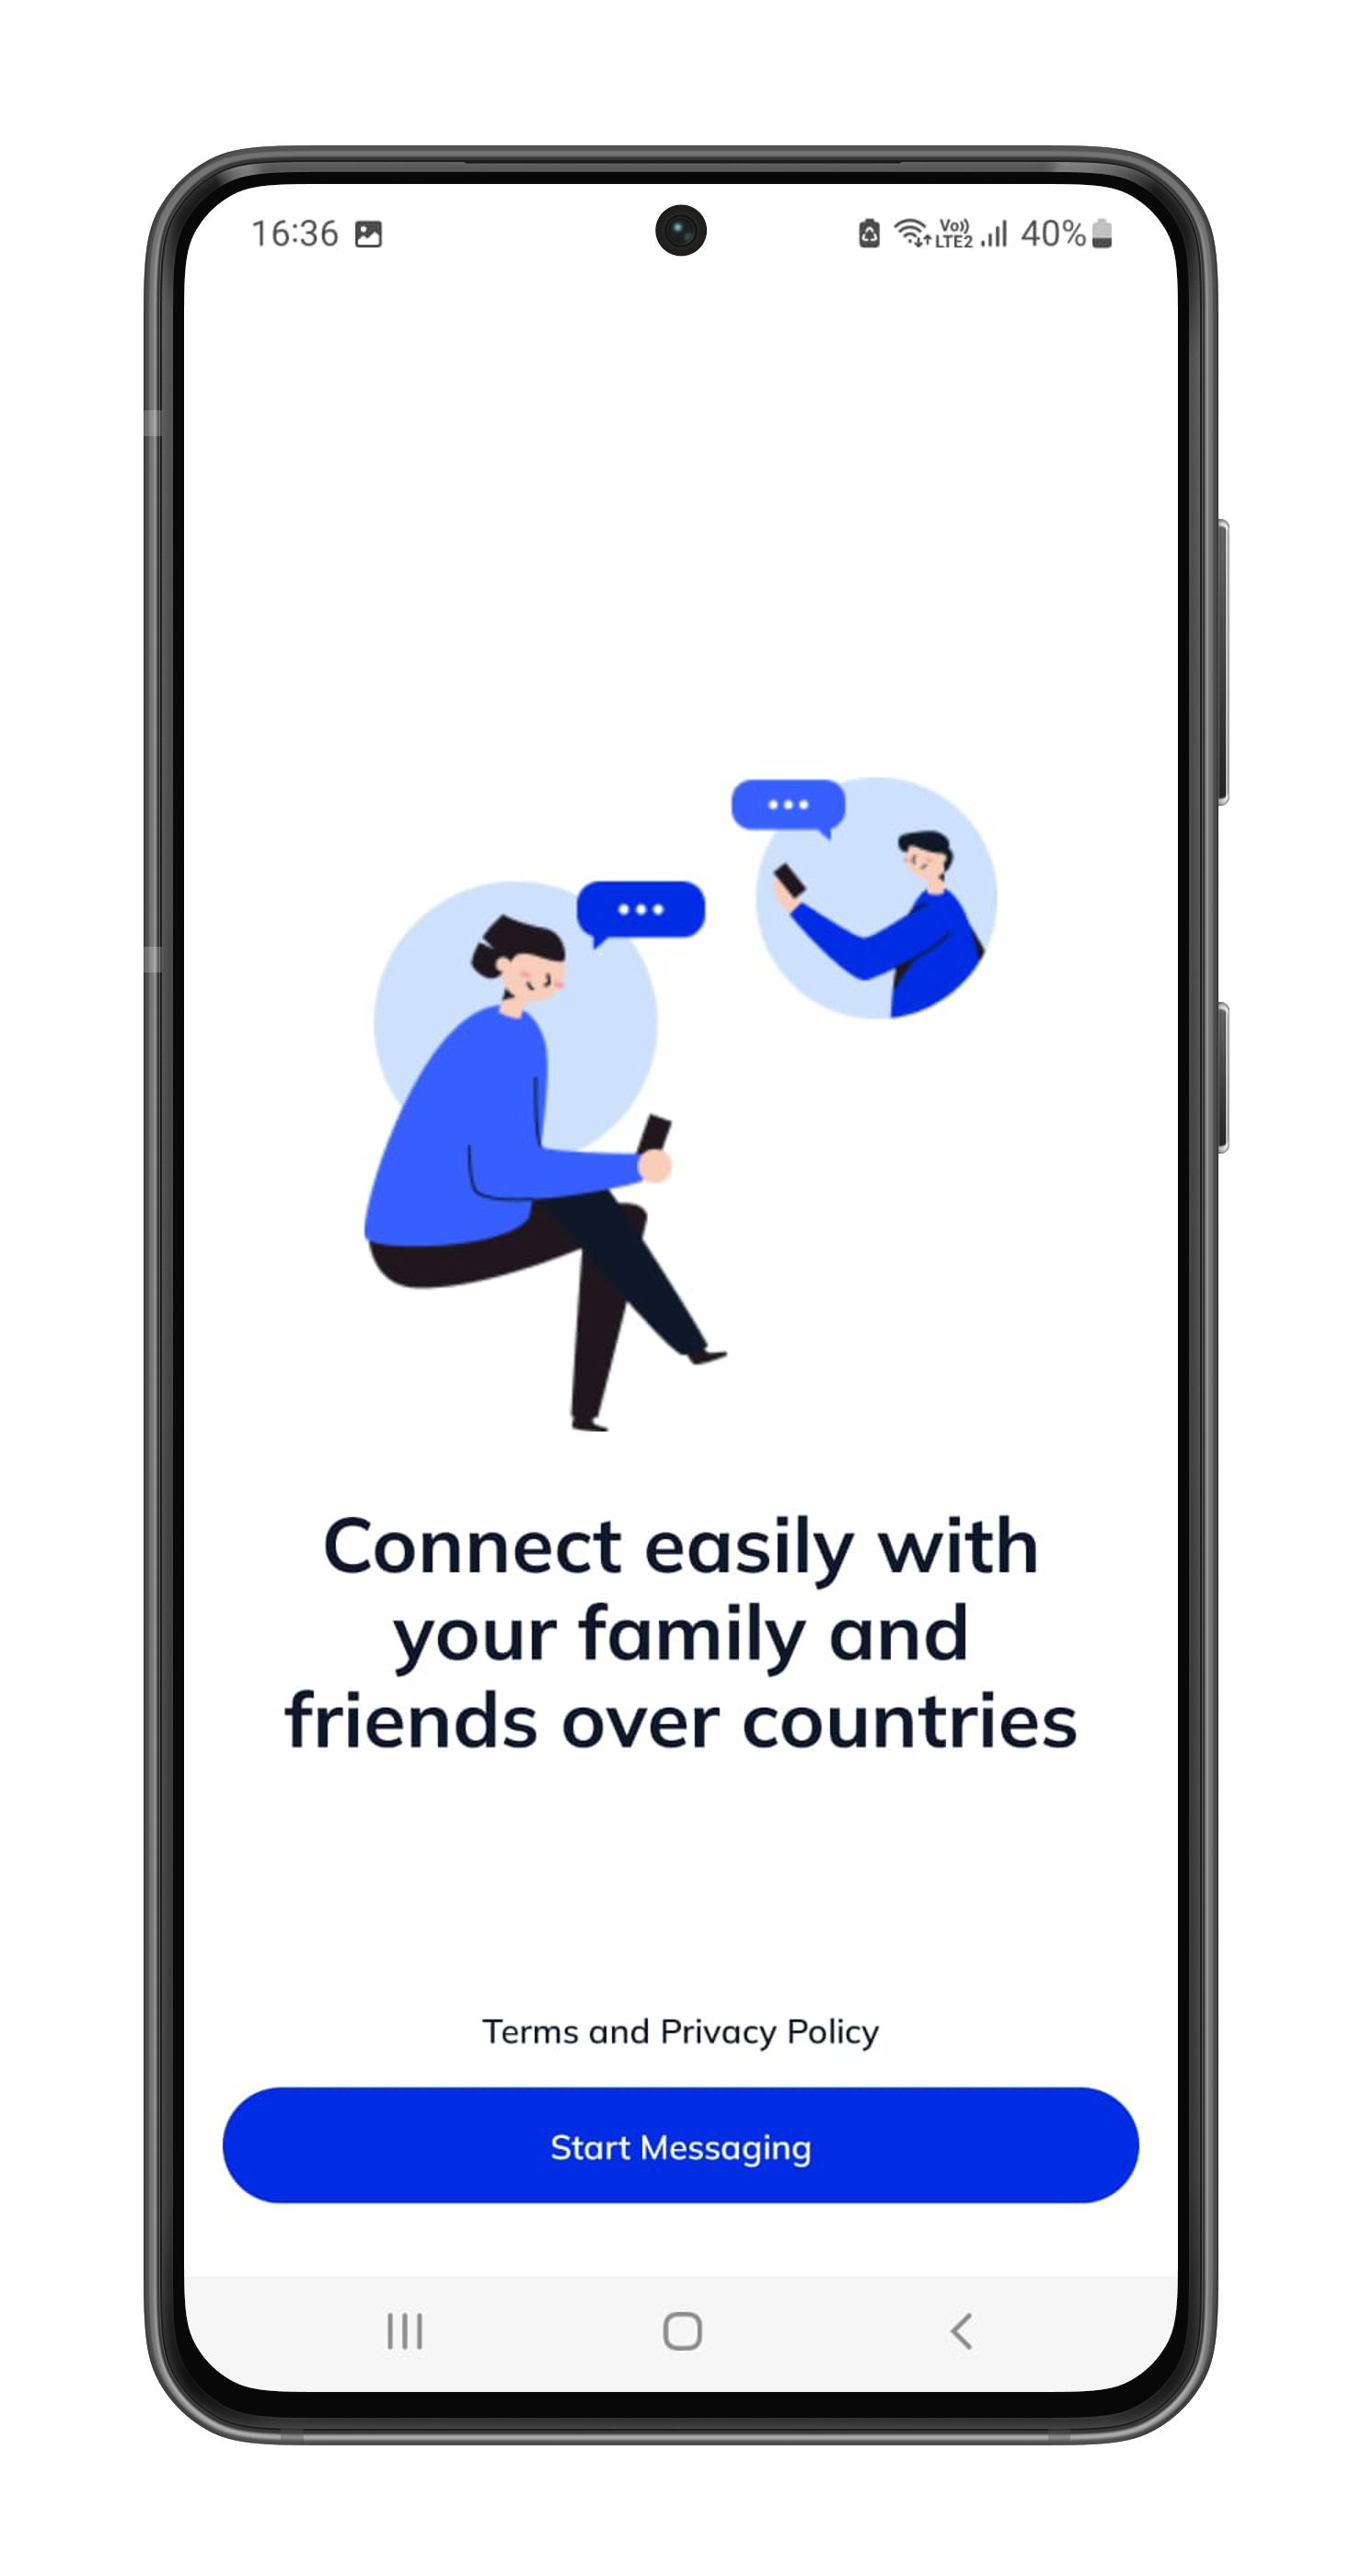 16:36 Vo)) LTE2 40%
Connect easily with
your family and
friends over countries
Terms and Privacy Policy
Start Messaging